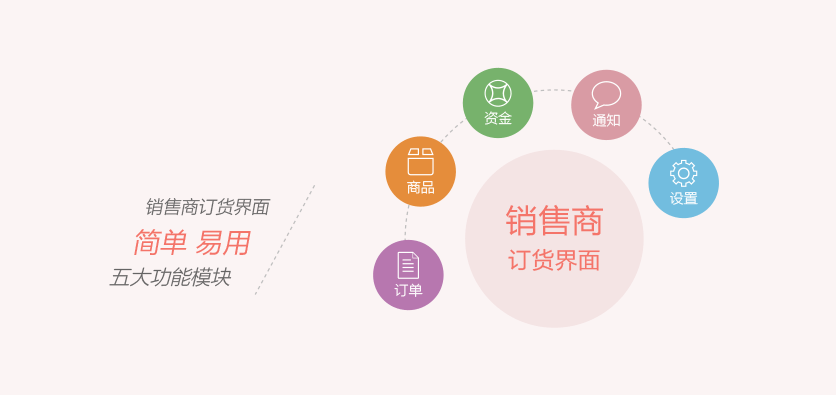 销售商订货界面
简单 易用
五大功能模块
订单
商品
资金
通知
设置
销售商
订货界面